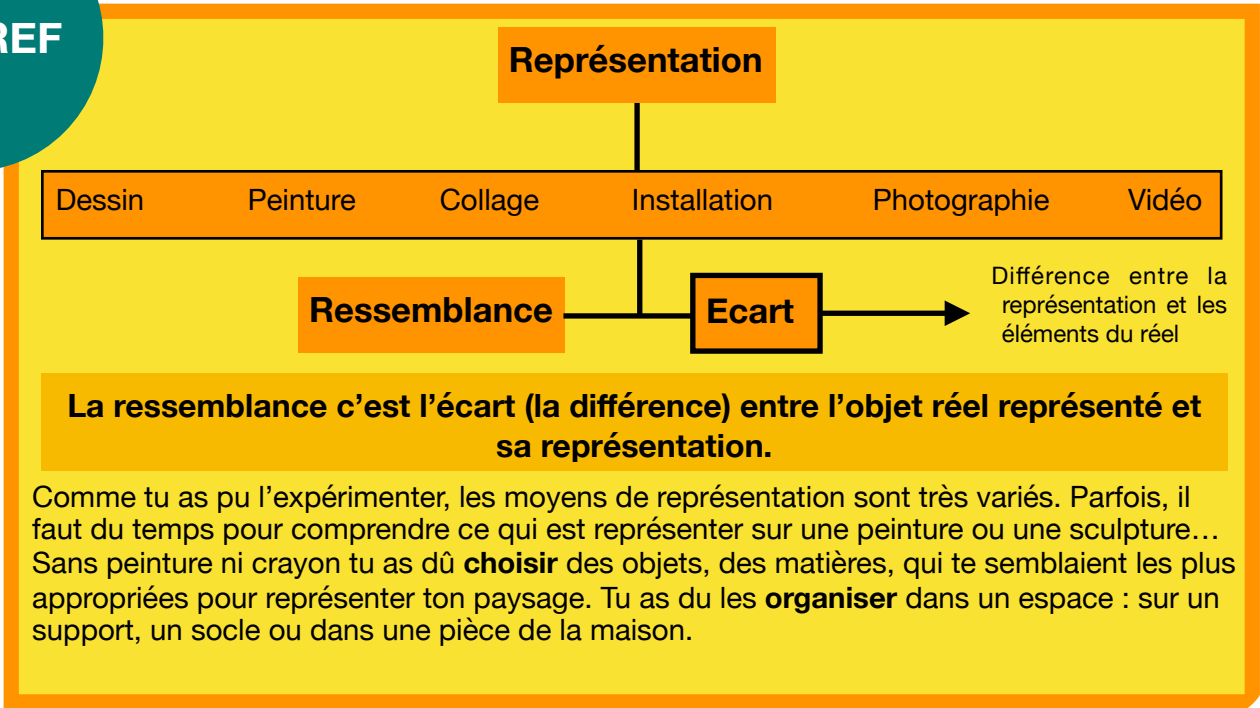 REF
Représentation
Dessin Peinture Collage Installation Photographie Vidéo
Ressemblance
Ecart
Différence entre la
représentation et les
éléments du réel
La ressemblance c’est l’écart (la différence) entre l’objet réel représenté et
sa représentation.
Comme tu as pu l’expérimenter, les moyens de représentation sont très variés. Parfois, il
faut du temps pour comprendre ce qui est représenter sur une peinture ou une sculpture…
Sans peinture ni crayon tu as dû choisir des objets, des matières, qui te semblaient les plus
appropriées pour représenter ton paysage. Tu as du les organiser dans un espace : sur un
support, un socle ou dans une pièce de la maison.